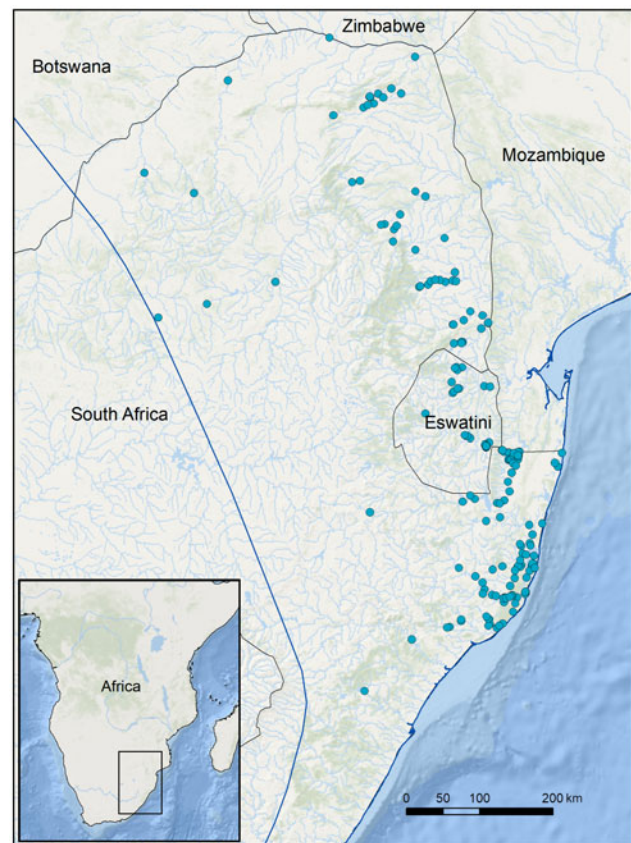 Zimbabwe
Botswana
Mozambique
South Africa
Eswatini
Africa
0 50 100 200 km